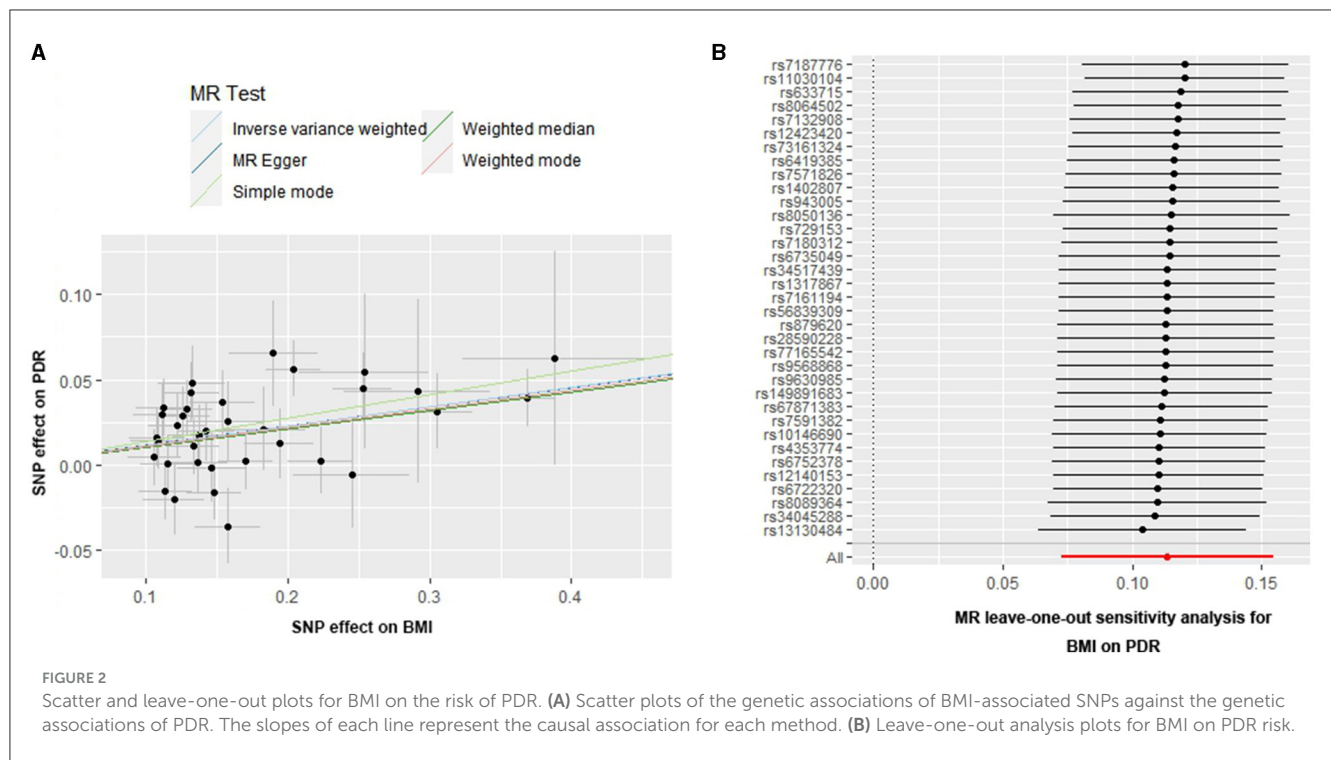 A
MR Test
Inverse variance weighted
Weighted median
MR Egger
Weighted mode
Simple mode
SNP effect on PDR
0.10
0.05
0.00
-0.05
0.1
0.2
0.3
0.4
SNP effect on BMI
B
rs7187776
rs11030104
rs633715
rs8064502
rs7132908
rs12423420
rs73161324
rs6419385
rs7571826
rs1402807
rs943005
rs8050136
rs729153
rs7180312
rs6735049
rs34517439
rs1317867
rs7161194
rs56839309
rs879620
rs28590228
rs77165542
rs9568868
rs9630985
rs149891683
rs67871383
rs7591382
rs10146690
rs4353774
rs6752378
rs12140153
rs6722320
rs8089364
rs34045288
rs13130484
All
0.00
0.05
0.10
0.15
MR leave-one-out sensitivity analysis for
BMI on PDR
FIGURE 2
Scatter and leave-one-out plots for BMI on the risk of PDR. (A) Scatter plots of the genetic associations of BMI-associated SNPs against the genetic
associations of PDR. The slopes of each line represent the causal association for each method. (B) Leave-one-out analysis plots for BMI on PDR risk.